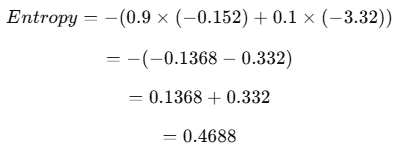 Entropy = −(0.9 × (−0.152) + 0.1 × (−3.32))
= −(−0.1368 − 0.332)
= 0.1368 + 0.332
= 0.4688